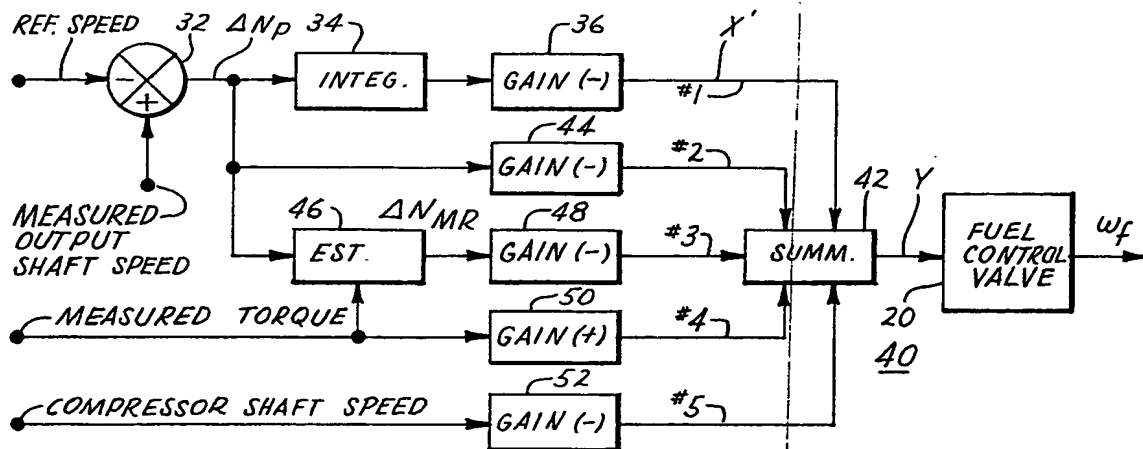 REF. SPEED
32
ΔNp
34
36
X'
-
+
INTEG.
GAIN (-)
#1
44
GAIN (-)
#2
42
Y
MEASURED
OUTPUT
SHAFT SPEED
46
ΔN MR
48
EST.
GAIN (-)
#3
SUMM.
FUEL
CONTROL
VALVE
ωf
MEASURED TORQUE
50
GAIN (+)
#4
20
40
COMPRESSOR SHAFT SPEED
52
GAIN (-)
#5